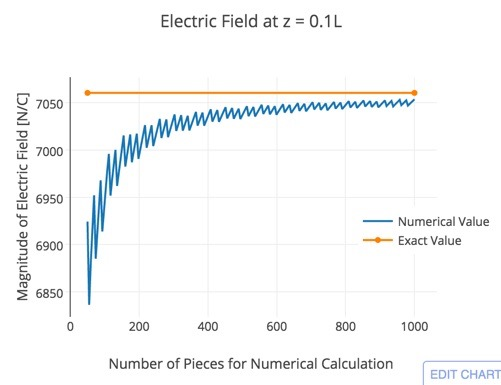 Electric Field at z = 0.1L
Magnitude of Electric Field [N/C]
7050
7000
6950
6900
6850
0
200
400
600
800
1000
Numerical Value
Exact Value
Number of Pieces for Numerical Calculation
EDIT CHART